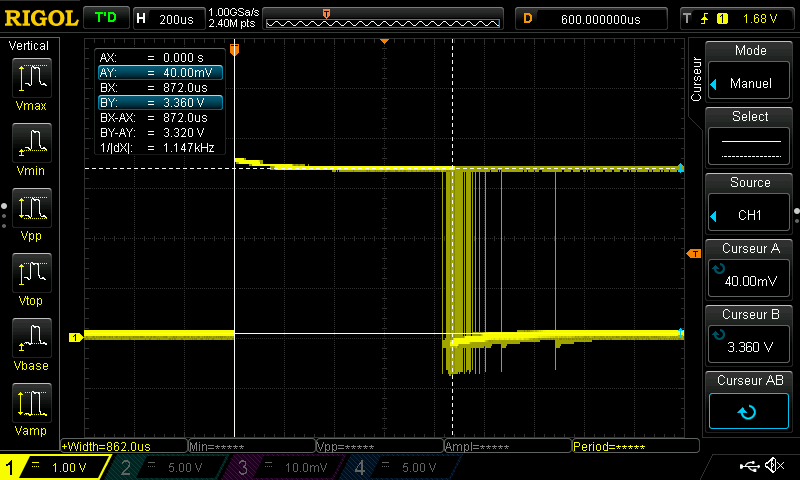 RIGOL T'D H 200us 1.00GSa/s D 600.000000us T 1 1.68 V
2.40M pts
T
Vertical
Vmax
Vmin
Vpp
Vtop
Vbase
Vamp
AX: = 0.000 s
AY: = 40.00mV
BX: = 872.0us
BY: = 3.360 V
BX-AX: = 872.0us
BY-AY: = 3.320 V
1/|dX|: = 1.147kHz
T
1
Curseur
Mode
Manuel
Select
Source
CH1
Curseur A
40.00mV
Curseur B
3.360 V
Curseur AB
+Width=862.0us Min=***** Vpp=***** Ampl=***** Period=*****
1 = 1.00 V 2 = 5.00 V 3 = 10.0mV 4 = 5.00 V